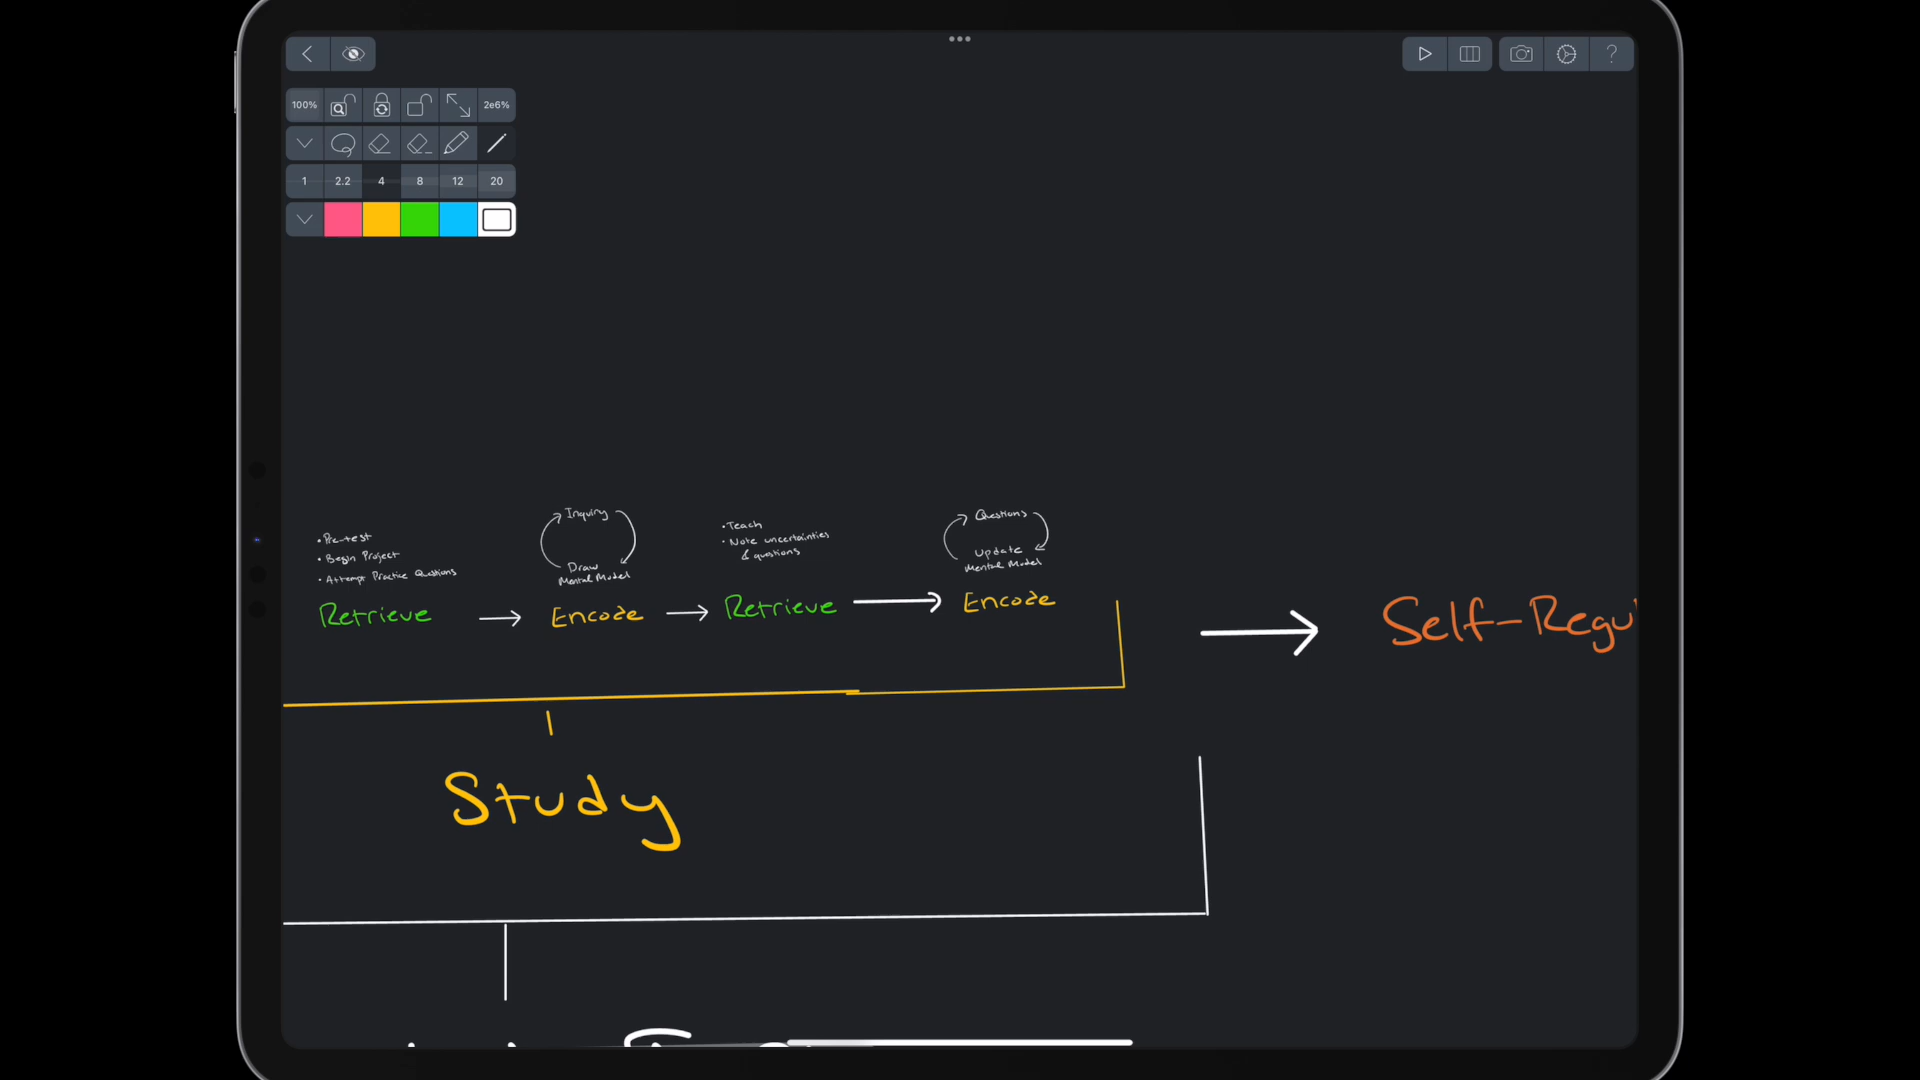 100%
2e6%
1 2.2 4 8 12 20
?
• Pre-test
• Begin Project
• Attempt Practice Questions
Retrieve
Inquiry
Draw
Mental Model
Encode
• Teach
• Note uncertainties
& questions
Retrieve
Questions
Update
Mental Model
Encode
Self-Regu
Study